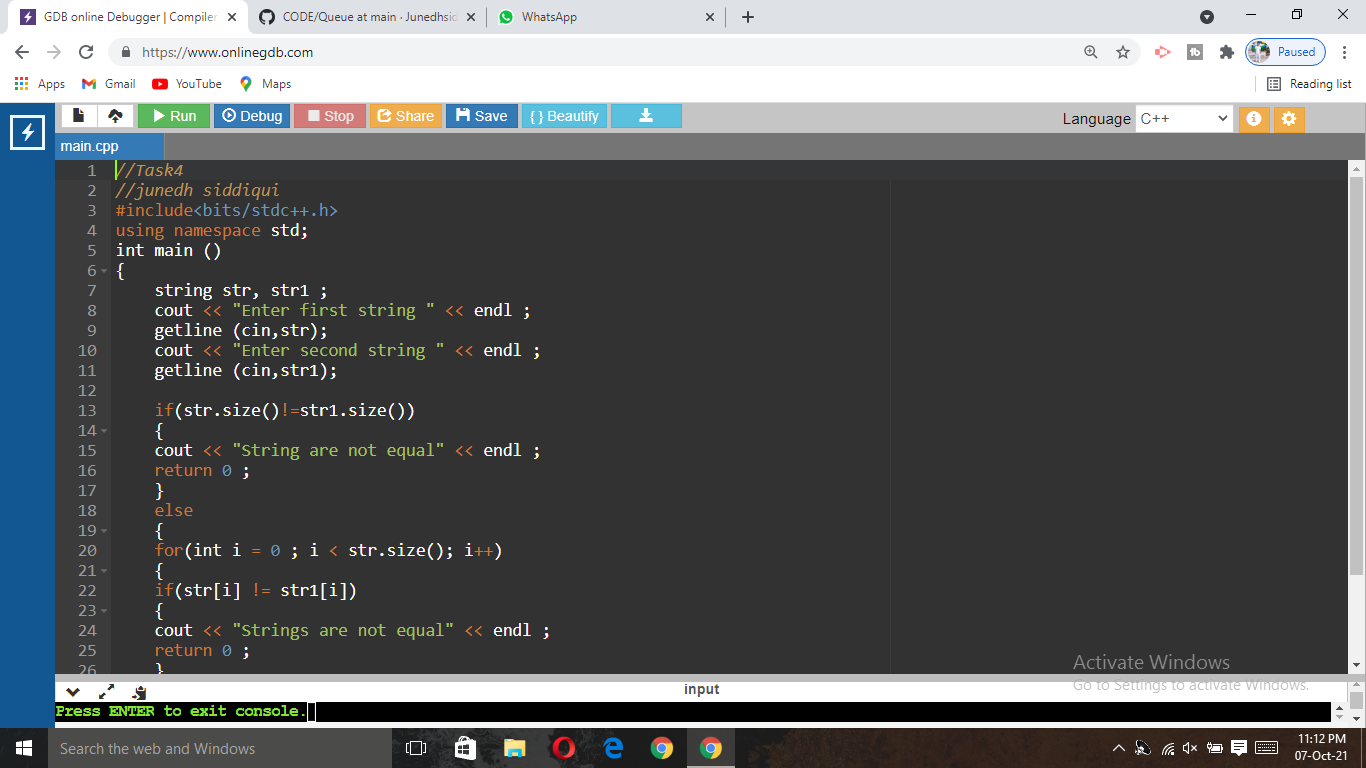 GDB online Debugger | Compiler
CODE/Queue at main · Junedhsid
WhatsApp
https://www.onlinegdb.com
Paused
Apps
Gmail
YouTube
Maps
Reading list
Run
Debug
Stop
Share
Save
{ } Beautify
Language
C++
main.cpp
1 //Task4
2 //junedh siddiqui
3 #include<bits/stdc++.h>
4 using namespace std;
5 int main ()
6 {
7 string str, str1 ;
8 cout << "Enter first string " << endl ;
9 getline (cin,str);
10 cout << "Enter second string " << endl ;
11 getline (cin,str1);
12
13 if(str.size()!=str1.size())
14 {
15 cout << "String are not equal" << endl ;
16 return 0 ;
17 }
18 else
19 {
20 for(int i = 0 ; i < str.size(); i++)
21 {
22 if(str[i] != str1[i])
23 {
24 cout << "Strings are not equal" << endl ;
25 return 0 ;
26 }
Activate Windows
Go to Settings to activate Windows.
input
Press ENTER to exit console.
Search the web and Windows
11:12 PM
07-Oct-21